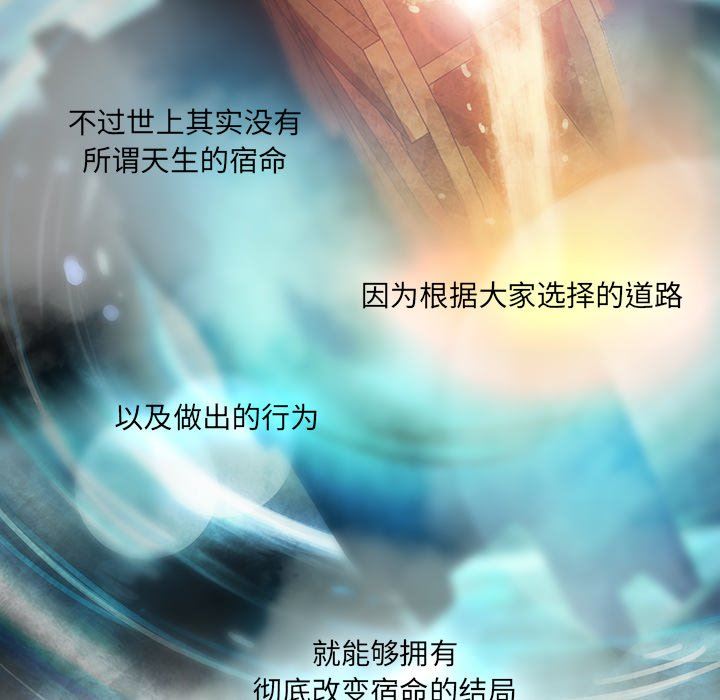 不过世上其实没有
所谓天生的宿命
因为根据大家选择的道路
以及做出的行为
就能够拥有
彻底改变宿命的结局